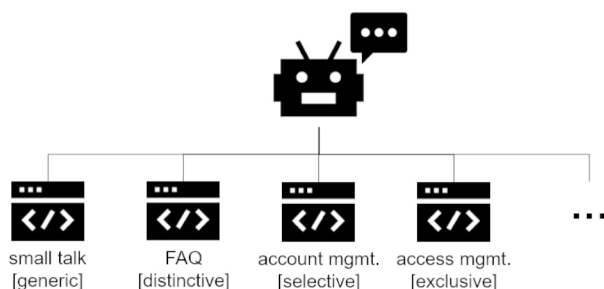 small talk
[generic]
FAQ
[distinctive]
account mgmt.
[selective]
access mgmt.
[exclusive]
...